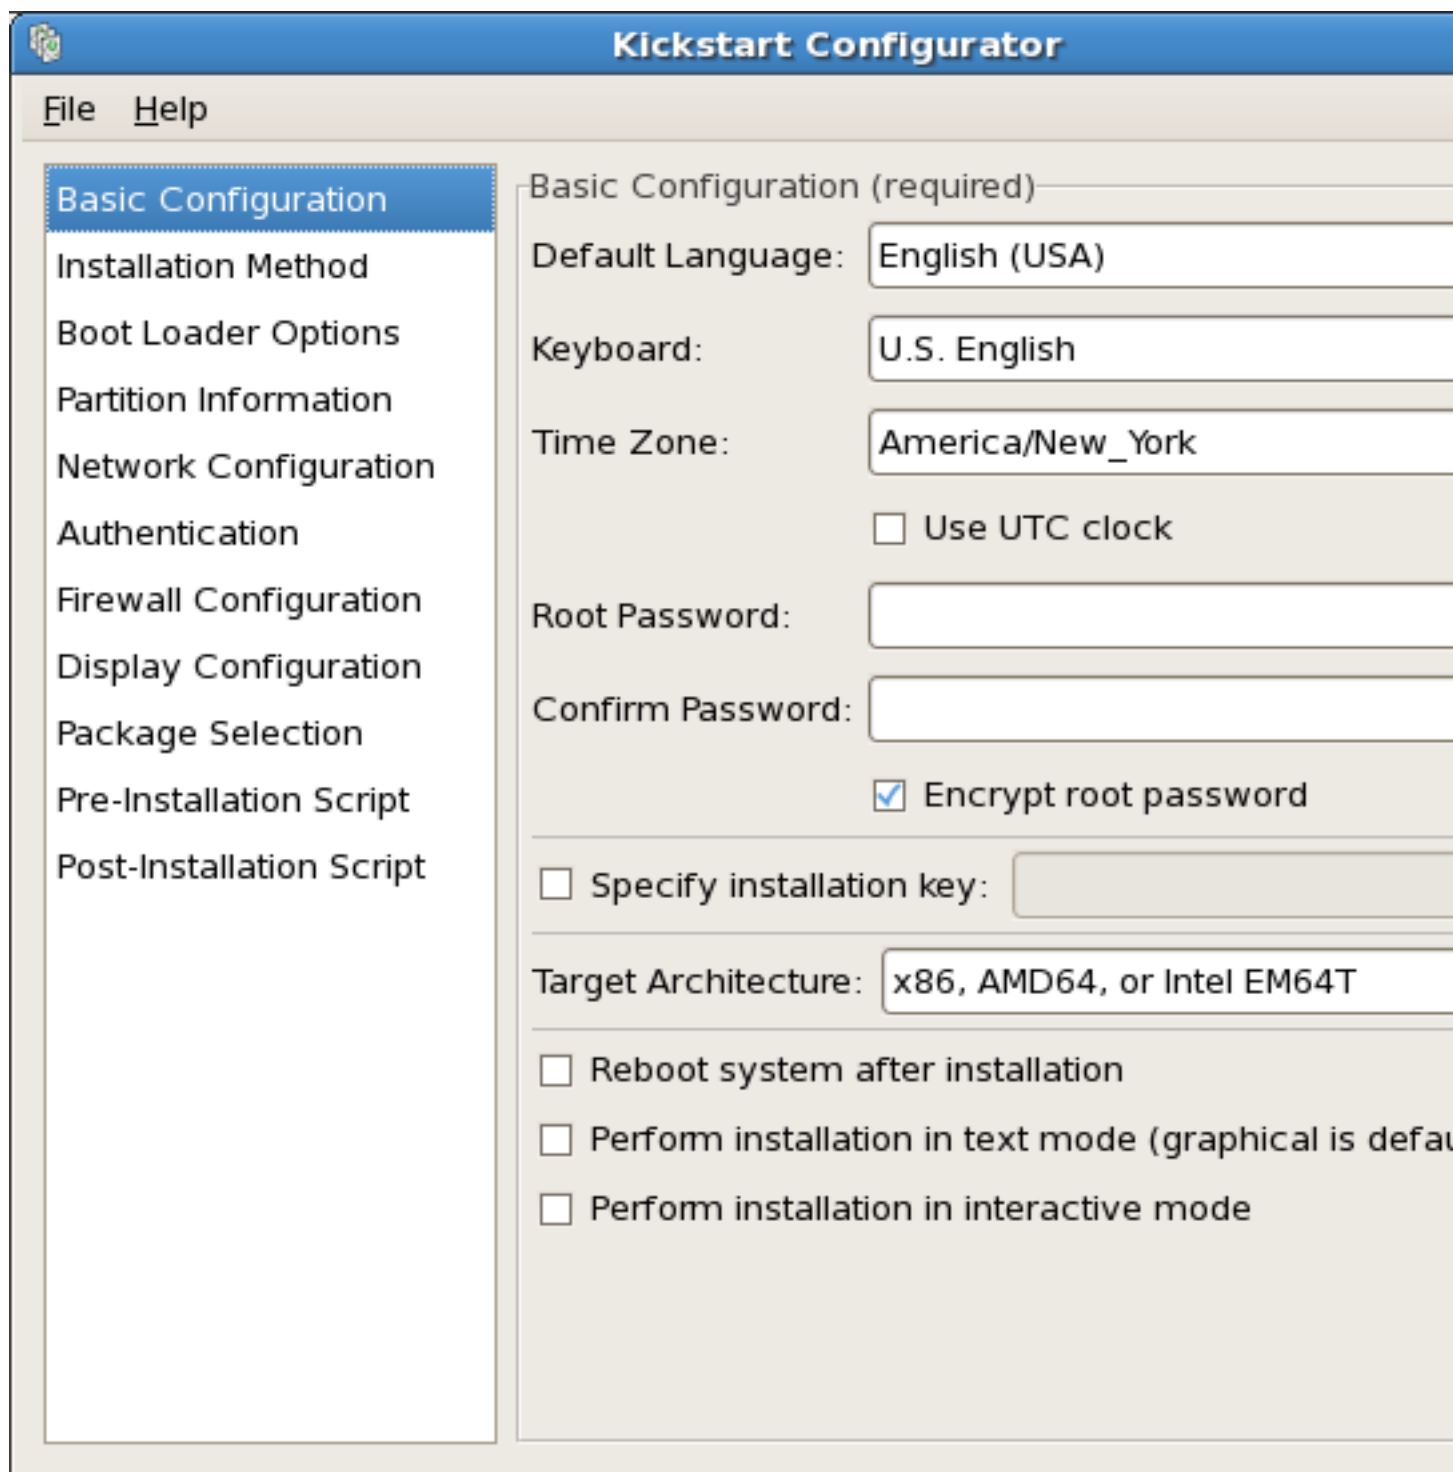 Kickstart Configurator
File Help
Basic Configuration
Installation Method
Boot Loader Options
Partition Information
Network Configuration
Authentication
Firewall Configuration
Display Configuration
Package Selection
Pre-Installation Script
Post-Installation Script
Basic Configuration (required)
Default Language: English (USA)
Keyboard: U.S. English
Time Zone: America/New_York
Use UTC clock
Root Password:
Confirm Password:
Encrypt root password
Specify installation key:
Target Architecture: x86, AMD64, or Intel EM64T
Reboot system after installation
Perform installation in text mode (graphical is defau
Perform installation in interactive mode